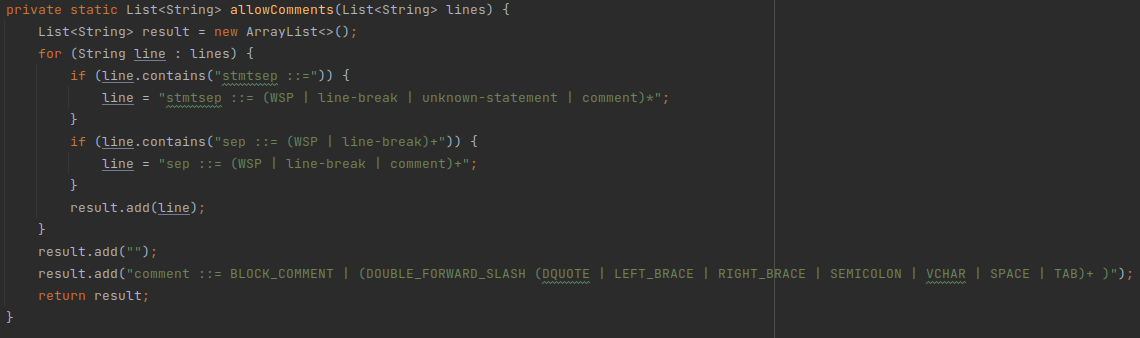 private static List<String> allowComments(List<String> lines) {
    List<String> result = new ArrayList<>();
    for (String line : lines) {
        if (line.contains("stmtsep ::=")) {
            line = "stmtsep ::= (WSP | line-break | unknown-statement | comment)*";
        }
        if (line.contains("sep ::= (WSP | line-break)+")) {
            line = "sep ::= (WSP | line-break | comment)+";
        }
        result.add(line);
    }
    result.add("");
    result.add("comment ::= BLOCK_COMMENT | (DOUBLE_FORWARD_SLASH (DQUOTE | LEFT_BRACE | RIGHT_BRACE | SEMICOLON | VCHAR | SPACE | TAB)+ )");
    return result;
}